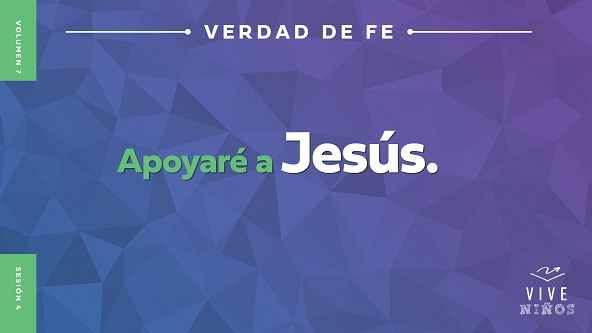 VOLUMEN 7
VERDAD DE FE
Apoyaré a Jesús.
SESIÓN 4
VIVE
NIÑOS